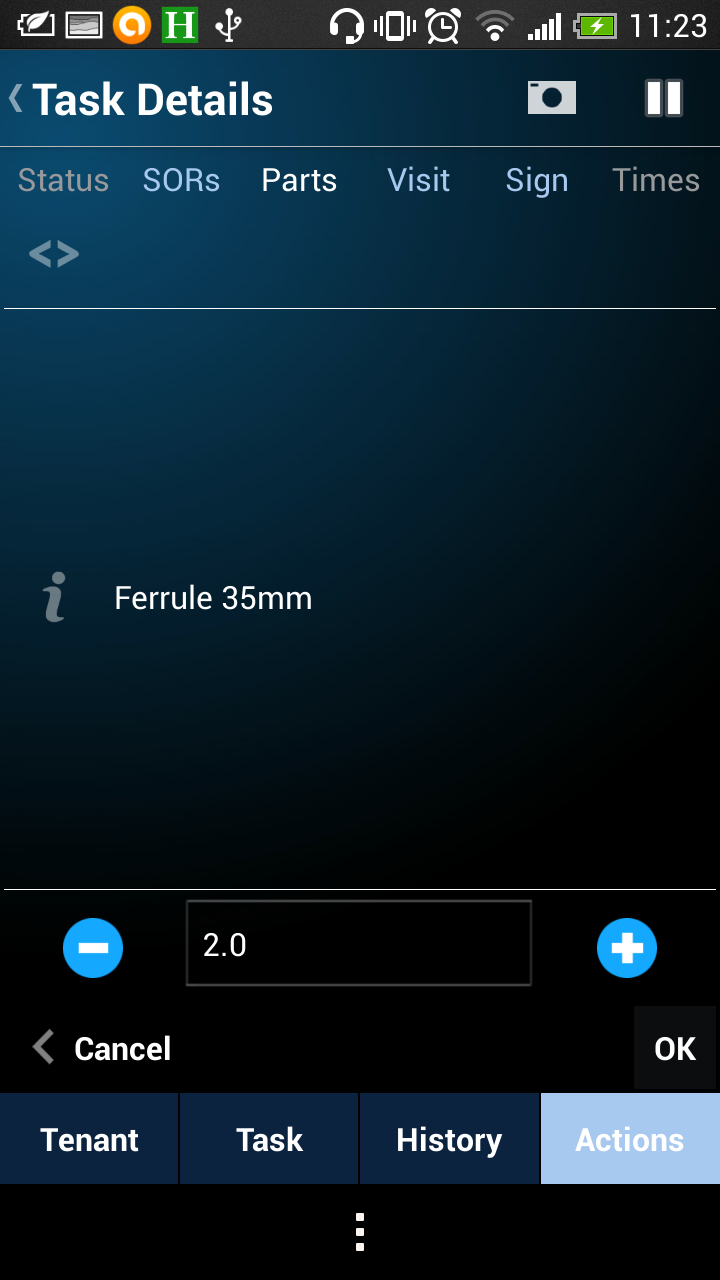 H 11:23
Task Details
Status SORs Parts Visit Sign Times
<>
i Ferrule 35mm
2.0
Cancel OK
Tenant Task History Actions